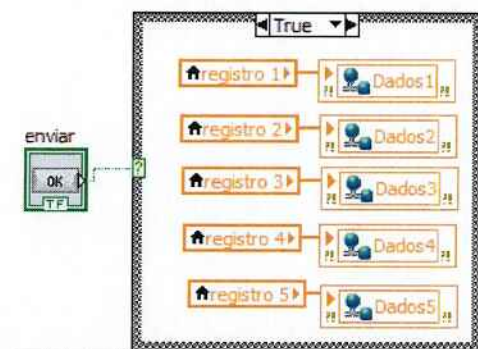 True
registro 1
Dados1
registro 2
Dados2
enviar
OK
TF
?
registro 3
Dados3
registro 4
Dados4
registro 5
Dados5